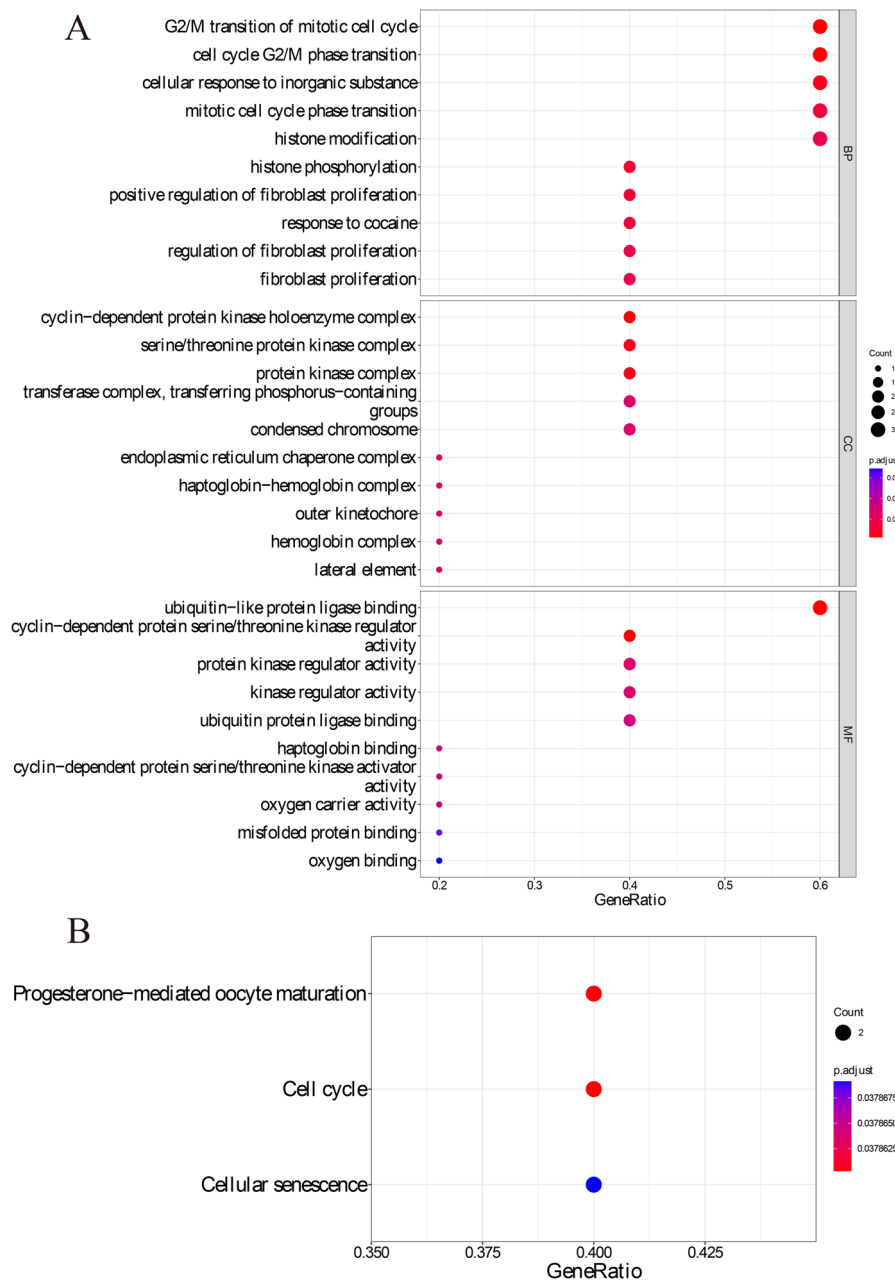 A
G2/M transition of mitotic cell cycle
cell cycle G2/M phase transition
cellular response to inorganic substance
mitotic cell cycle phase transition
histone modification
histone phosphorylation
positive regulation of fibroblast proliferation
response to cocaine
regulation of fibroblast proliferation
fibroblast proliferation
BP
cyclin−dependent protein kinase holoenzyme complex
serine/threonine protein kinase complex
protein kinase complex
transferase complex, transferring phosphorus−containing
groups
condensed chromosome
endoplasmic reticulum chaperone complex
haptoglobin−hemoglobin complex
outer kinetochore
hemoglobin complex
lateral element
CC
ubiquitin−like protein ligase binding
cyclin−dependent protein serine/threonine kinase regulator
activity
protein kinase regulator activity
kinase regulator activity
ubiquitin protein ligase binding
haptoglobin binding
cyclin−dependent protein serine/threonine kinase activator
activity
oxygen carrier activity
misfolded protein binding
oxygen binding
MF
0.2 0.3 0.4 0.5 0.6
GeneRatio
Count
1
1
2
2
3
p.adjust
0.0
0.0
0.0
B
Progesterone−mediated oocyte maturation
Cell cycle
Cellular senescence
0.350 0.375 0.400 0.425
GeneRatio
Count
2
p.adjust
0.0378675
0.0378650
0.0378625